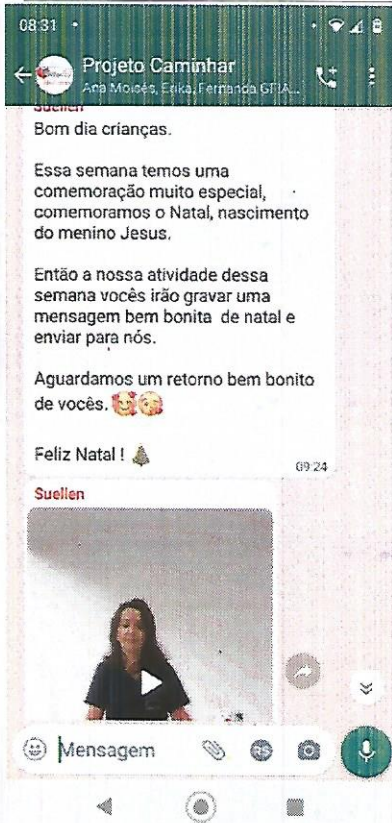 08:31
Projeto Caminhar
Ana Moisés, Erika, Fernanda GFIA...
Suellen
Bom dia crianças.
Essa semana temos uma
comemoração muito especial,
comemoramos o Natal, nascimento
do menino Jesus.
Então a nossa atividade dessa
semana vocês irão gravar uma
mensagem bem bonita de natal e
enviar para nós.
Aguardamos um retorno bem bonito
de vocês. 🥰😘
Feliz Natal ! 🎄
09:24
Suellen
Mensagem